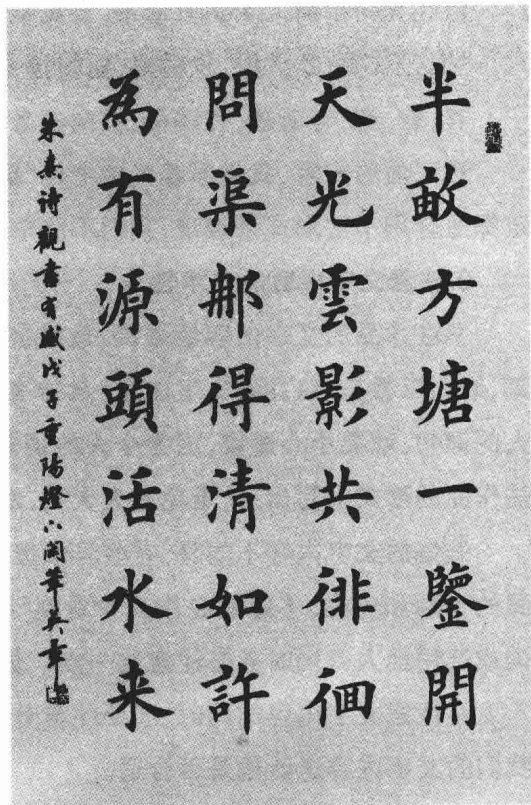 半畝方塘一鑒開
天光雲影共徘徊
問渠那得清如許
為有源頭活水来
朱熹诗觀書有感戊子重陽燈下